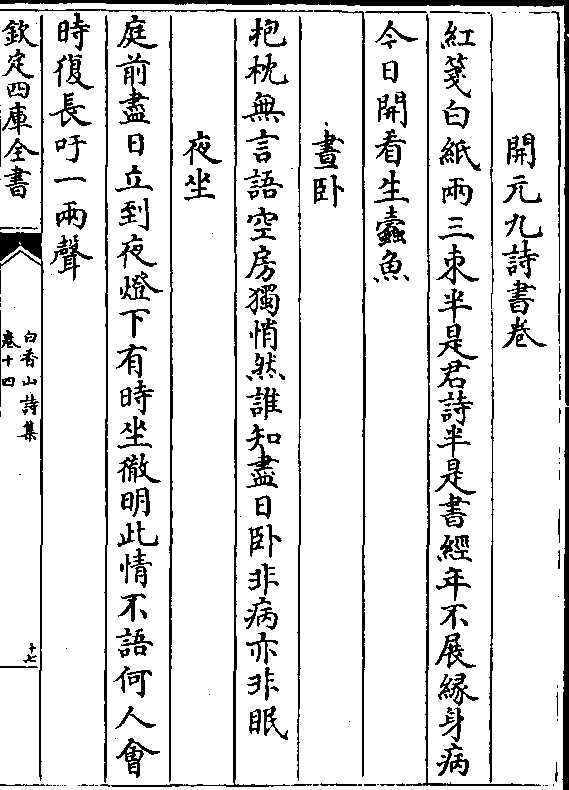 開元九詩書卷
紅箋白紙兩三束半是君詩半是書經年不展緣身病
今日開看生蠹魚
晝卧
抱枕無言語空房獨悄然誰知盡日卧非病亦非眠
夜坐
庭前盡日立到夜燈下有時坐徹明此情不語何人會
時復長吁一兩聲
欽定四庫全書
白香山詩集
卷十四
十七